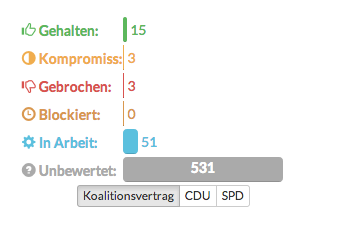 Gehalten: 15
Kompromiss: 3
Gebrochen: 3
Blockiert: 0
In Arbeit: 51
Unbewertet: 531
Koalitionsvertrag CDU SPD